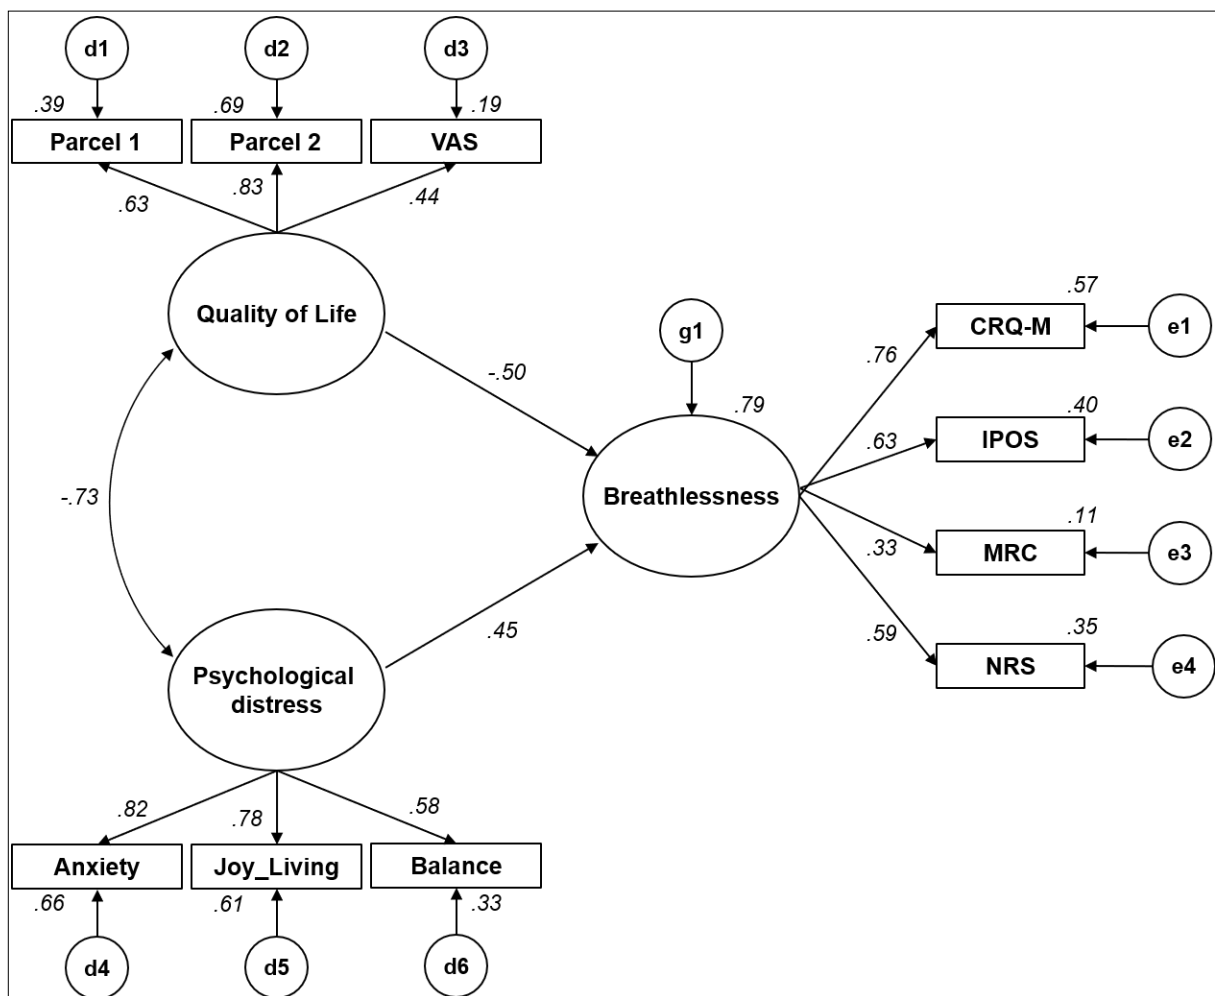 d1
d2
d3
.39
.69
.19
Parcel 1
Parcel 2
VAS
.63
.83
.44
Quality of Life
-.50
-.73
g1
.79
Breathlessness
.45
.76
.63
.33
.59
.57
CRQ-M
e1
.40
IPOS
e2
.11
MRC
e3
.35
NRS
e4
Psychological
distress
.82
.78
.58
Anxiety
Joy_Living
Balance
.66
.61
.33
d4
d5
d6